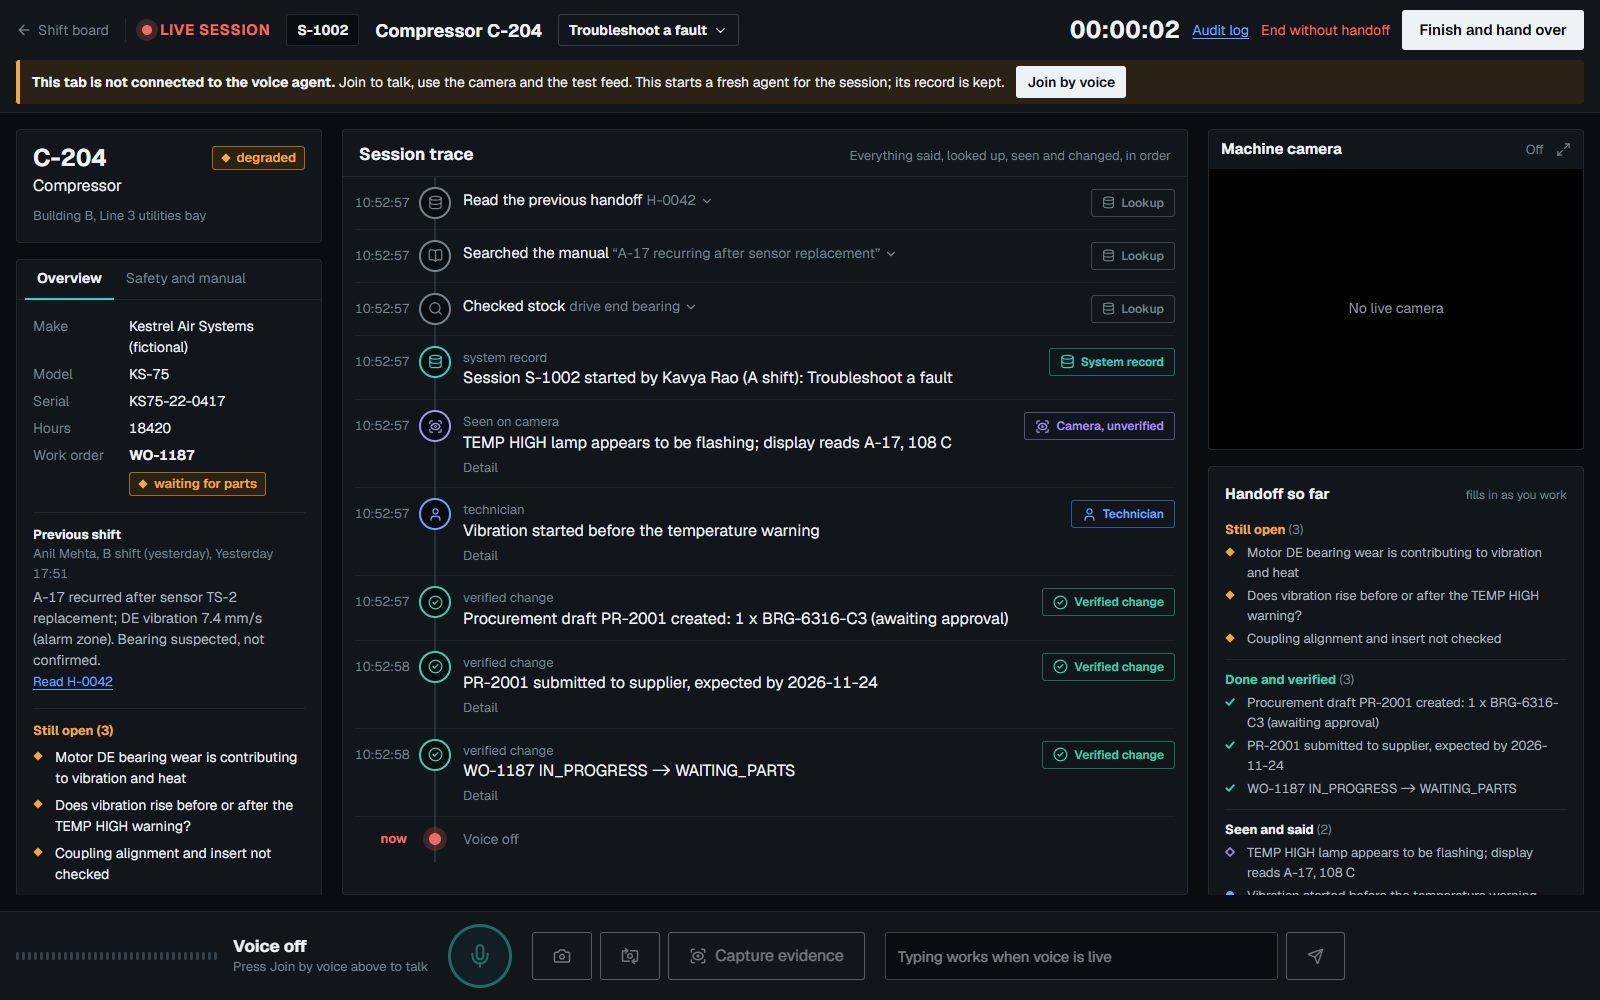 Shift board
LIVE SESSION
S-1002
Compressor C-204
Troubleshoot a fault
00:00:02
Audit log
End without handoff
Finish and hand over
This tab is not connected to the voice agent. Join to talk, use the camera and the test feed. This starts a fresh agent for the session; its record is kept.
Join by voice
C-204
degraded
Compressor
Building B, Line 3 utilities bay
Overview
Safety and manual
Make
Kestrel Air Systems
(fictional)
Model
KS-75
Serial
KS75-22-0417
Hours
18420
Work order
WO-1187
waiting for parts
Previous shift
Anil Mehta, B shift (yesterday), Yesterday
17:51
A-17 recurred after sensor TS-2
replacement; DE vibration 7.4 mm/s
(alarm zone). Bearing suspected, not
confirmed.
Read H-0042
Still open (3)
Motor DE bearing wear is contributing
to vibration and heat
Does vibration rise before or after the
TEMP HIGH warning?
Coupling alignment and insert not
checked
Session trace
Everything said, looked up, seen and changed, in order
10:52:57
Read the previous handoff H-0042
Lookup
10:52:57
Searched the manual “A-17 recurring after sensor replacement”
Lookup
10:52:57
Checked stock drive end bearing
Lookup
10:52:57
system record
Session S-1002 started by Kavya Rao (A shift): Troubleshoot a fault
System record
10:52:57
Seen on camera
TEMP HIGH lamp appears to be flashing; display reads A-17, 108 C
Detail
Camera, unverified
10:52:57
technician
Vibration started before the temperature warning
Detail
Technician
10:52:57
verified change
Procurement draft PR-2001 created: 1 x BRG-6316-C3 (awaiting approval)
Verified change
10:52:58
verified change
PR-2001 submitted to supplier, expected by 2026-11-24
Detail
Verified change
10:52:58
verified change
WO-1187 IN_PROGRESS → WAITING_PARTS
Detail
Verified change
now
Voice off
Machine camera
Off
No live camera
Handoff so far
fills in as you work
Still open (3)
Motor DE bearing wear is contributing to vibration
and heat
Does vibration rise before or after the TEMP HIGH
warning?
Coupling alignment and insert not checked
Done and verified (3)
Procurement draft PR-2001 created: 1 x BRG-6316-
C3 (awaiting approval)
PR-2001 submitted to supplier, expected by 2026-
11-24
WO-1187 IN_PROGRESS → WAITING_PARTS
Seen and said (2)
TEMP HIGH lamp appears to be flashing; display
reads A-17, 108 C
Vibration started before the temperature warning
Voice off
Press Join by voice above to talk
Capture evidence
Typing works when voice is live